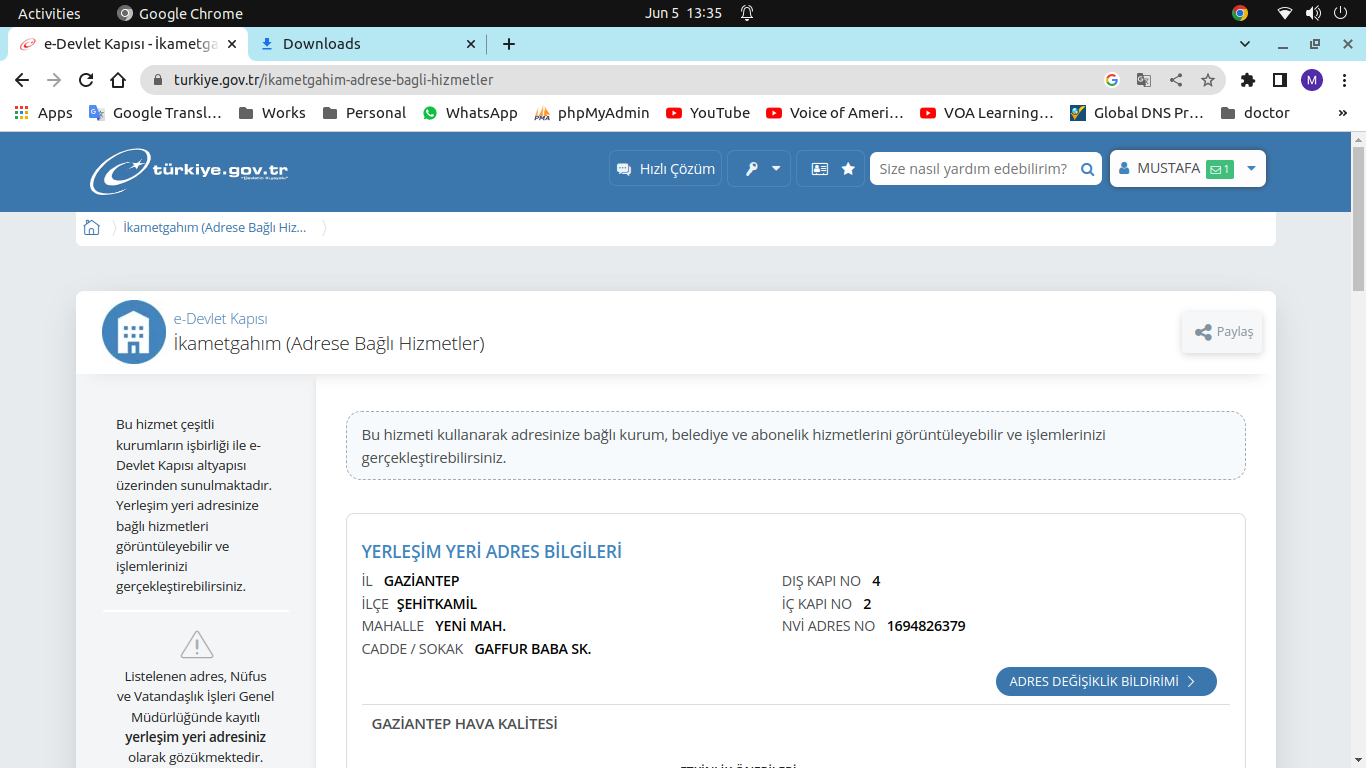 Activities
Google Chrome
Jun 5 13:35
e-Devlet Kapısı - İkametga
Downloads
turkiye.gov.tr/ikametgahim-adrese-bagli-hizmetler
M
Apps
Google Transl...
Works
Personal
WhatsApp
phpMyAdmin
YouTube
Voice of Ameri...
VOA Learning...
Global DNS Pr...
doctor
»
türkiye.gov.tr
Hızlı Çözüm
Size nasıl yardım edebilirim?
MUSTAFA
1
İkametgahım (Adrese Bağlı Hiz...
e-Devlet Kapısı
İkametgahım (Adrese Bağlı Hizmetler)
Paylaş
Bu hizmet çeşitli
kurumların işbirliği ile e-
Devlet Kapısı altyapısı
üzerinden sunulmaktadır.
Yerleşim yeri adresinize
bağlı hizmetleri
görüntüleyebilir ve
işlemlerinizi
gerçekleştirebilirsiniz.
Listelenen adres, Nüfus
ve Vatandaşlık İşleri Genel
Müdürlüğünde kayıtlı
yerleşim yeri adresiniz
olarak gözükmektedir.
Bu hizmeti kullanarak adresinize bağlı kurum, belediye ve abonelik hizmetlerini görüntüleyebilir ve işlemlerinizi
gerçekleştirebilirsiniz.
YERLEŞİM YERİ ADRES BİLGİLERİ
İL GAZİANTEP
İLÇE ŞEHİTKAMİL
MAHALLE YENİ MAH.
CADDE / SOKAK GAFFUR BABA SK.
DIŞ KAPI NO 4
İÇ KAPI NO 2
NVİ ADRES NO 1694826379
ADRES DEĞİŞİKLİK BİLDİRİMİ
GAZİANTEP HAVA KALİTESİ